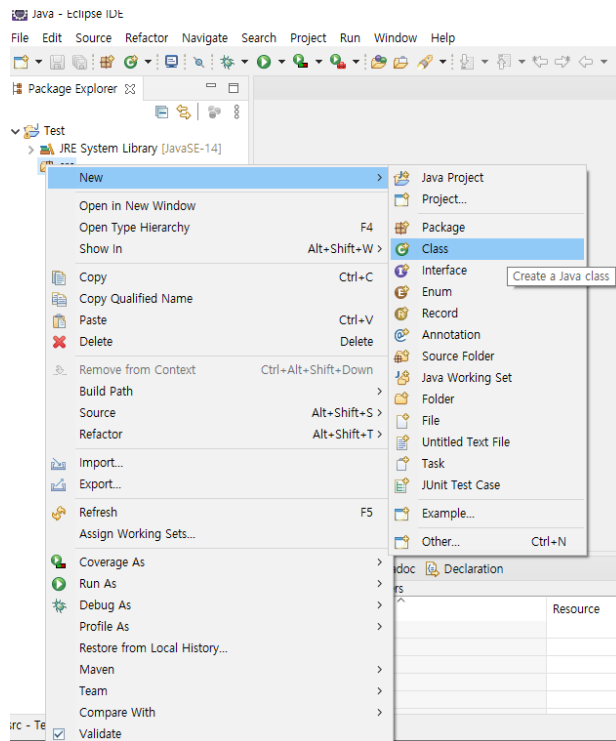 Java - Eclipse IDE
File Edit Source Refactor Navigate Search Project Run Window Help
Package Explorer
Test
JRE System Library [JavaSE-14]
New
Open in New Window
Open Type Hierarchy F4
Show In Alt+Shift+W >
Copy Ctrl+C
Copy Qualified Name
Paste Ctrl+V
Delete Delete
Remove from Context Ctrl+Alt+Shift+Down
Build Path
Source Alt+Shift+S >
Refactor Alt+Shift+T >
Import...
Export...
Refresh F5
Assign Working Sets...
Coverage As
Run As
Debug As
Profile As
Restore from Local History...
Maven
Team
Compare With
Validate
Java Project
Project...
Package
Class
Interface
Create a Java class
Enum
Record
Annotation
Source Folder
Java Working Set
Folder
File
Untitled Text File
Task
JUnit Test Case
Example...
Other... Ctrl+N
Declaration
Resource